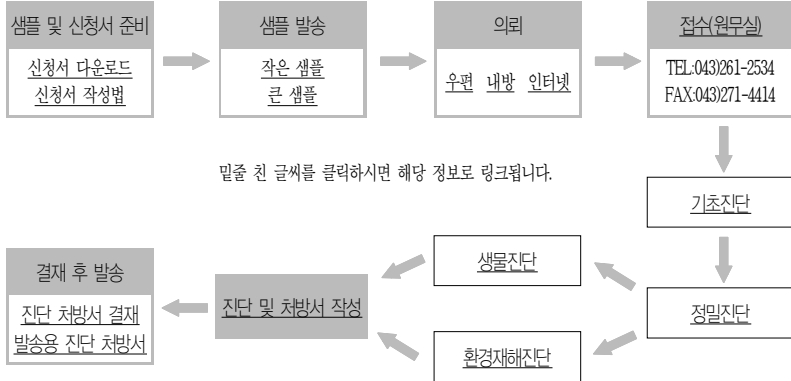 샘플 및 신청서 준비
신청서 다운로드
신청서 작성법
샘플 발송
작은 샘플
큰 샘플
의뢰
우편 내방 인터넷
접수(원무실)
TEL:043)261-2534
FAX:043)271-4414
밑줄 친 글씨를 클릭하시면 해당 정보로 링크됩니다.
기초진단
정밀진단
생물진단
환경재해진단
진단 및 처방서 작성
결재 후 발송
진단 처방서 결재
발송용 진단 처방서